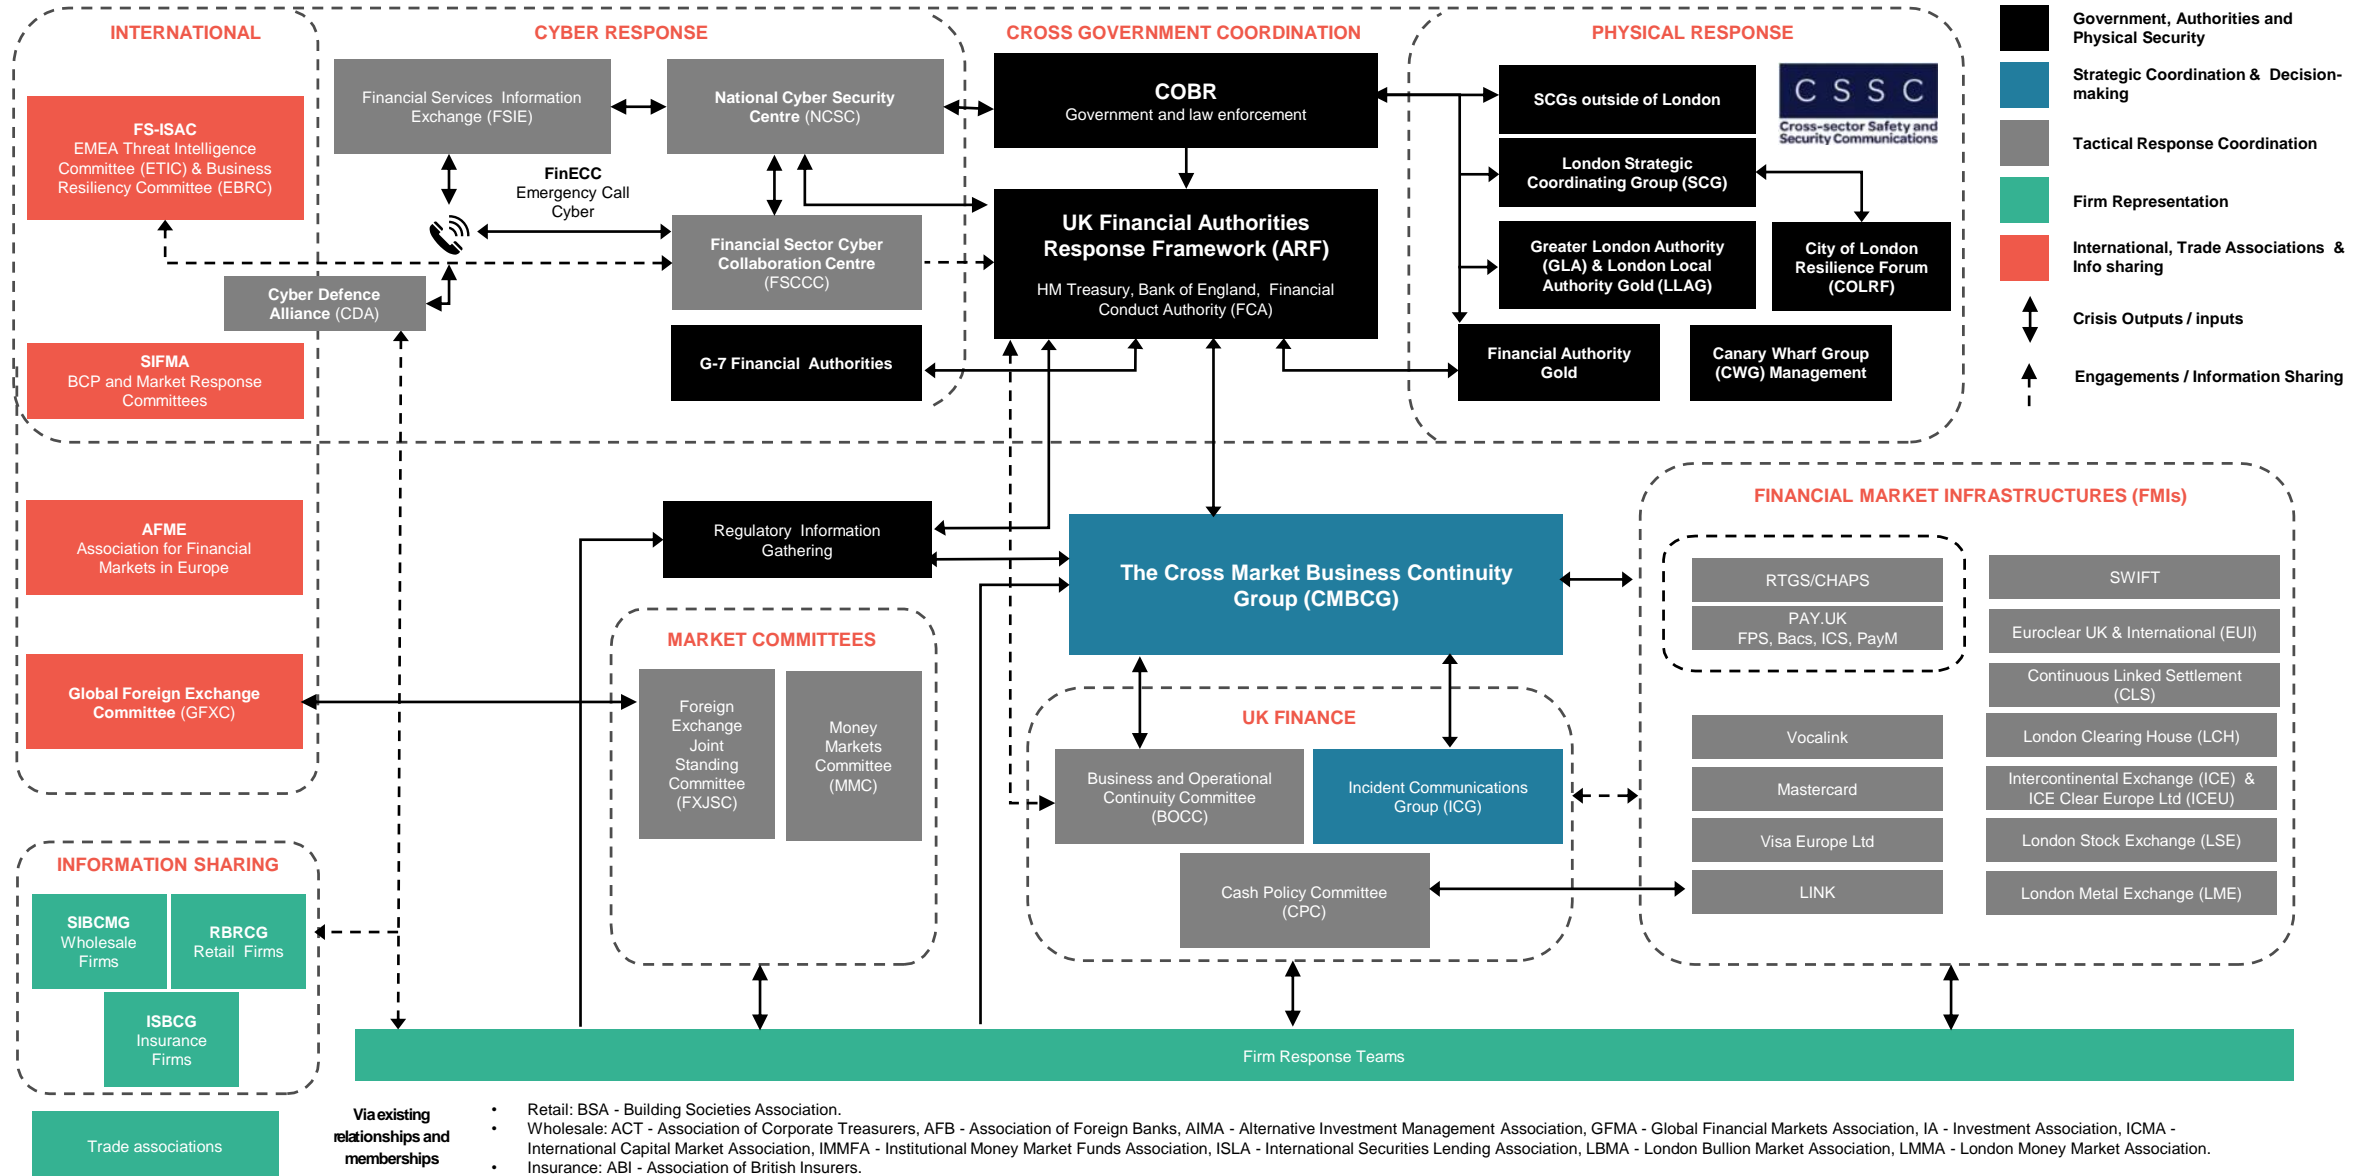 INTERNATIONAL
FS-ISAC
EMEA Threat Intelligence
Committee (ETIC) & Business
Resiliency Committee (EBRC)
SIFMA
BCP and Market Response
Committees
AFME
Association for Financial
Markets in Europe
Global Foreign Exchange
Committee (GFXC)
CYBER RESPONSE
Financial Services Information
Exchange (FSIE)
National Cyber Security
Centre (NCSC)
FinECC
Emergency Call
Cyber
Financial Sector Cyber
Collaboration Centre
(FSCCC)
Cyber Defence
Alliance (CDA)
G-7 Financial Authorities
CROSS GOVERNMENT COORDINATION
COBR
Government and law enforcement
UK Financial Authorities
Response Framework (ARF)
HM Treasury, Bank of England, Financial
Conduct Authority (FCA)
PHYSICAL RESPONSE
SCGs outside of London
CSSC
Cross-sector Safety and
Security Communications
London Strategic
Coordinating Group (SCG)
Greater London Authority
(GLA) & London Local
Authority Gold (LLAG)
City of London
Resilience Forum
(COLRF)
Financial Authority
Gold
Canary Wharf Group
(CWG) Management
Government, Authorities and
Physical Security
Strategic Coordination & Decision-
making
Tactical Response Coordination
Firm Representation
International, Trade Associations &
Info sharing
Crisis Outputs / inputs
Engagements / Information Sharing
Regulatory Information
Gathering
The Cross Market Business Continuity
Group (CMBCG)
MARKET COMMITTEES
Foreign
Exchange
Joint
Standing
Committee
(FXJSC)
Money
Markets
Committee
(MMC)
UK FINANCE
Business and Operational
Continuity Committee
(BOCC)
Incident Communications
Group (ICG)
Cash Policy Committee
(CPC)
FINANCIAL MARKET INFRASTRUCTURES (FMIs)
RTGS/CHAPS
PAY.UK
FPS, Bacs, ICS, PayM
Vocalink
Mastercard
Visa Europe Ltd
LINK
SWIFT
Euroclear UK & International (EUI)
Continuous Linked Settlement
(CLS)
London Clearing House (LCH)
Intercontinental Exchange (ICE) &
ICE Clear Europe Ltd (ICEU)
London Stock Exchange (LSE)
London Metal Exchange (LME)
INFORMATION SHARING
SIBCMG
Wholesale
Firms
RBRCG
Retail Firms
ISBCG
Insurance
Firms
Firm Response Teams
Trade associations
Via existing
relationships and
memberships
• Retail: BSA - Building Societies Association.
• Wholesale: ACT - Association of Corporate Treasurers, AFB - Association of Foreign Banks, AIMA - Alternative Investment Management Association, GFMA - Global Financial Markets Association, IA - Investment Association, ICMA -
International Capital Market Association, IMMFA - Institutional Money Market Funds Association, ISLA - International Securities Lending Association, LBMA - London Bullion Market Association, LMMA - London Money Market Association.
• Insurance: ABI - Association of British Insurers.